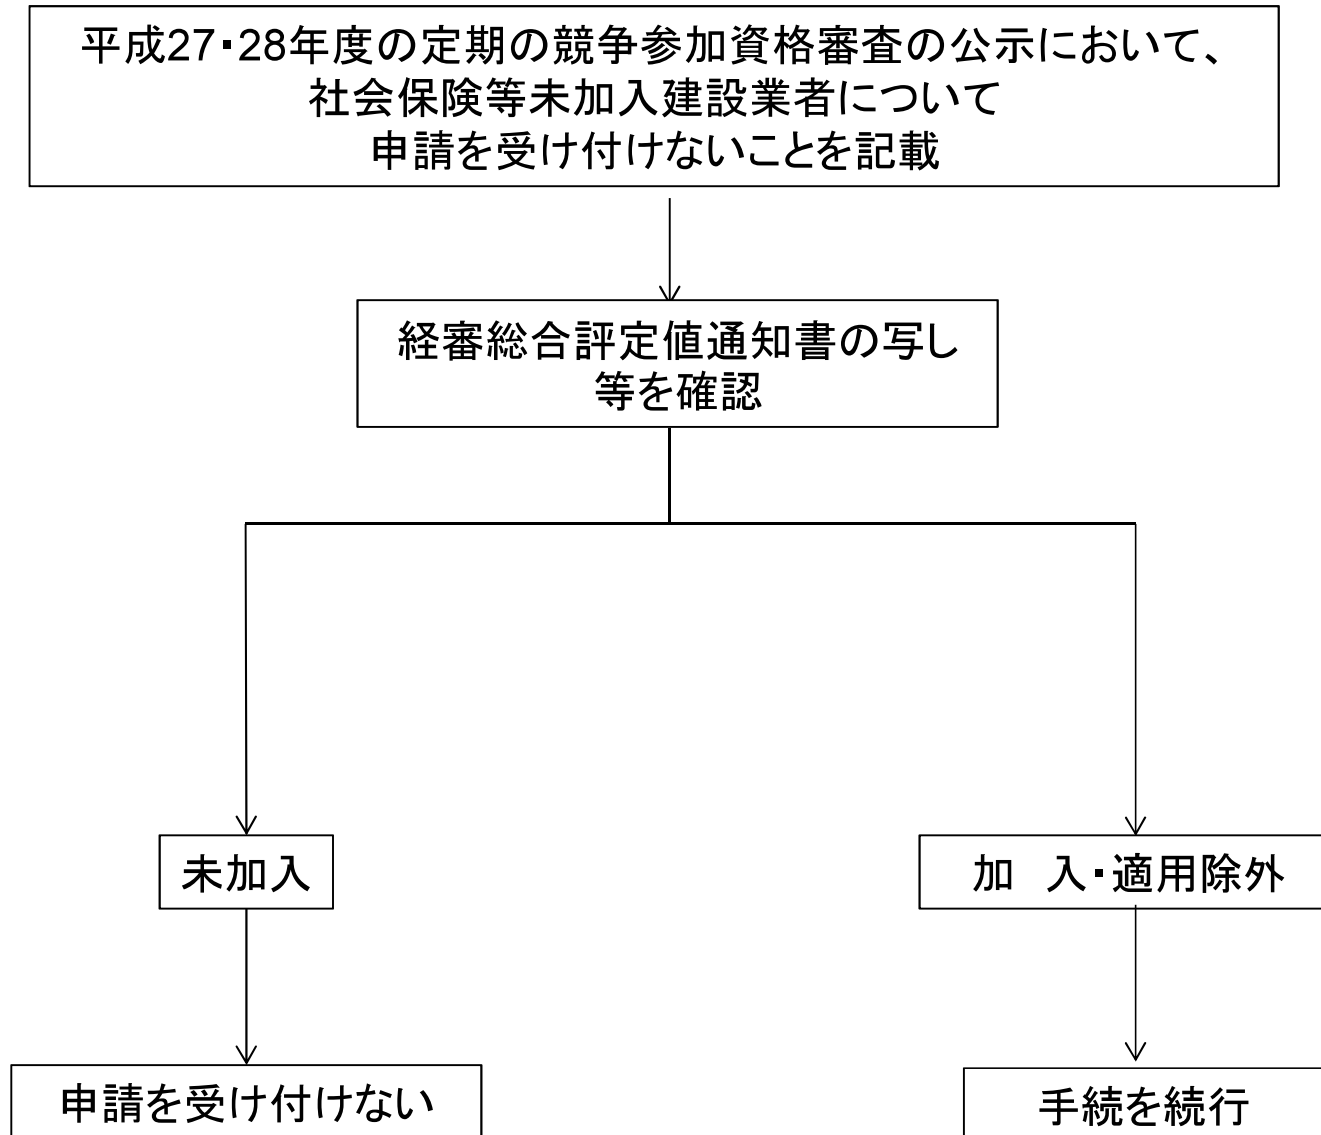 平成27・28年度の定期の競争参加資格審査の公示において、
社会保険等未加入建設業者について
申請を受け付けないことを記載
経審総合評定値通知書の写し
等を確認
未加入
加　入・適用除外
申請を受け付けない
手続を続行